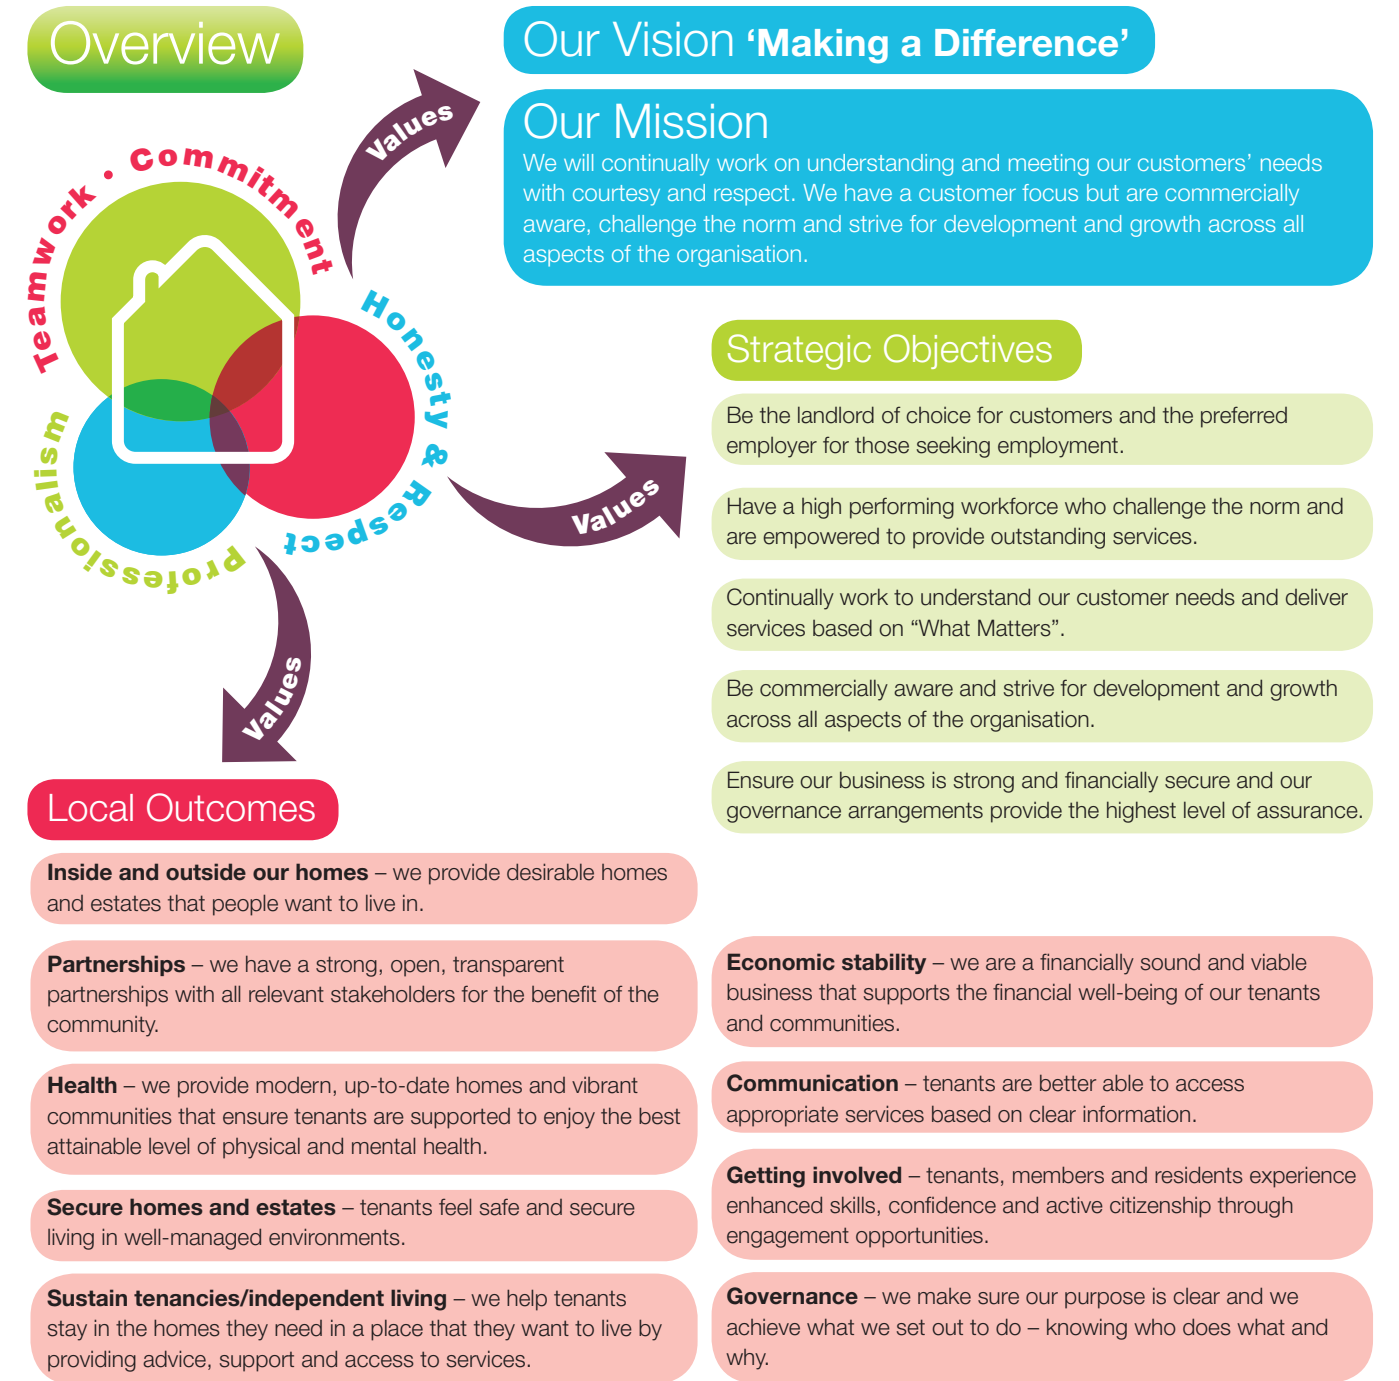 Overview
Our Vision ‘Making a Difference’
Our Mission
We will continually work on understanding and meeting our customers’ needs
with courtesy and respect. We have a customer focus but are commercially
aware, challenge the norm and strive for development and growth across all
aspects of the organisation.
Teamwork • Commitment
Honesty & Respect
Professionalism
Values
Values
Values
Strategic Objectives
Be the landlord of choice for customers and the preferred
employer for those seeking employment.
Have a high performing workforce who challenge the norm and
are empowered to provide outstanding services.
Continually work to understand our customer needs and deliver
services based on “What Matters”.
Be commercially aware and strive for development and growth
across all aspects of the organisation.
Ensure our business is strong and financially secure and our
governance arrangements provide the highest level of assurance.
Local Outcomes
Inside and outside our homes – we provide desirable homes
and estates that people want to live in.
Partnerships – we have a strong, open, transparent
partnerships with all relevant stakeholders for the benefit of the
community.
Health – we provide modern, up-to-date homes and vibrant
communities that ensure tenants are supported to enjoy the best
attainable level of physical and mental health.
Secure homes and estates – tenants feel safe and secure
living in well-managed environments.
Sustain tenancies/independent living – we help tenants
stay in the homes they need in a place that they want to live by
providing advice, support and access to services.
Economic stability – we are a financially sound and viable
business that supports the financial well-being of our tenants
and communities.
Communication – tenants are better able to access
appropriate services based on clear information.
Getting involved – tenants, members and residents experience
enhanced skills, confidence and active citizenship through
engagement opportunities.
Governance – we make sure our purpose is clear and we
achieve what we set out to do – knowing who does what and
why.